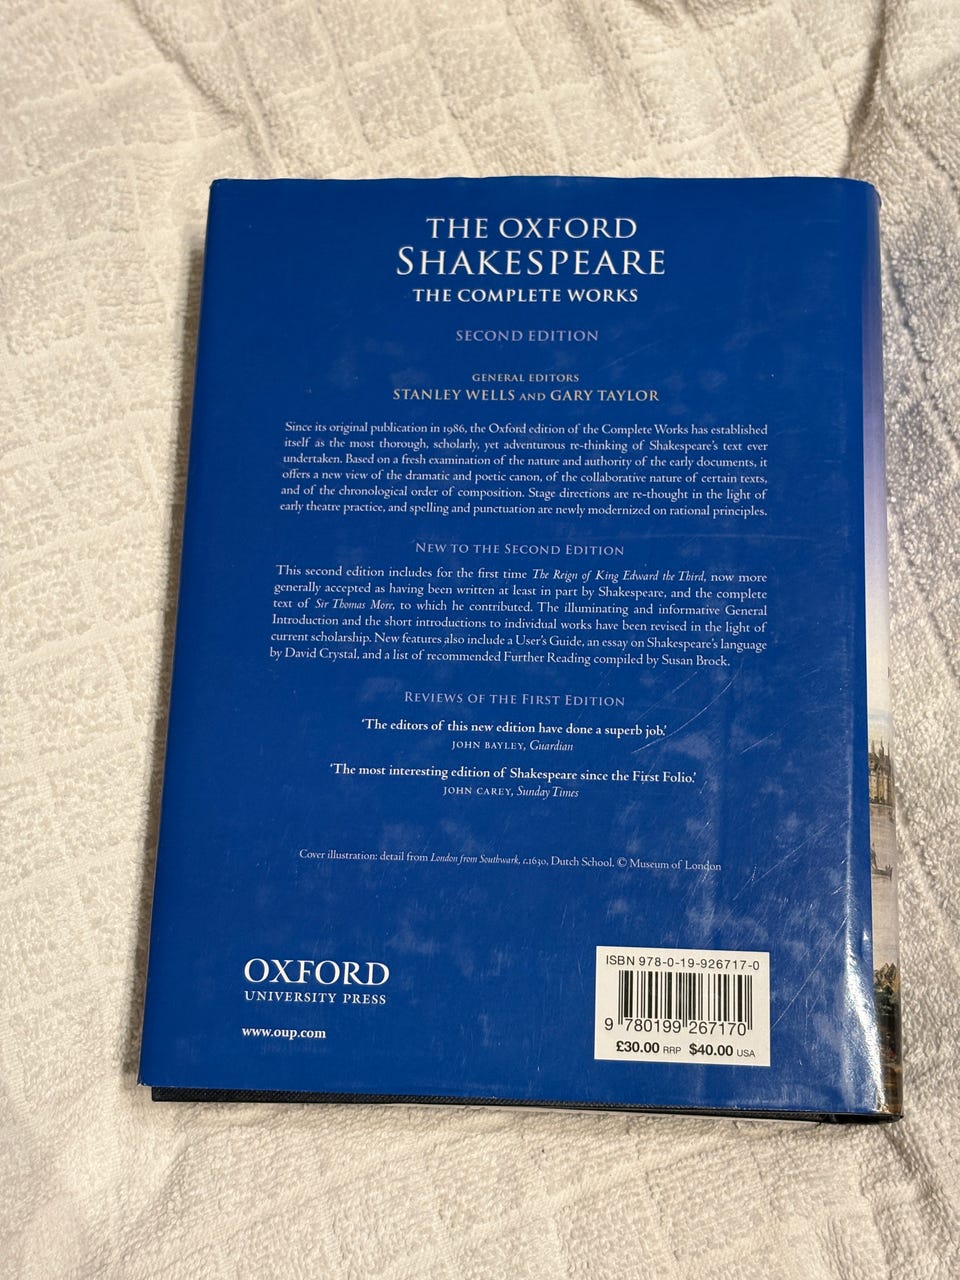 THE OXFORD
SHAKESPEARE
THE COMPLETE WORKS
SECOND EDITION
GENERAL EDITORS
STANLEY WELLS AND GARY TAYLOR
Since its original publication in 1986, the Oxford edition of the Complete Works has established
itself as the most thorough, scholarly, yet adventurous re-thinking of Shakespeare's text ever
undertaken. Based on a fresh examination of the nature and authority of the early documents, it
offers a new view of the dramatic and poetic canon, of the collaborative nature of certain texts,
and of the chronological order of composition. Stage directions are re-thought in the light of
early theatre practice, and spelling and punctuation are newly modernized on rational principles.
NEW TO THE SECOND EDITION
This second edition includes for the first time The Reign of King Edward the Third, now more
generally accepted as having been written at least in part by Shakespeare, and the complete
text of Sir Thomas More, to which he contributed. The illuminating and informative General
Introduction and the short introductions to individual works have been revised in the light of
current scholarship. New features also include a User's Guide, an essay on Shakespeare's language
by David Crystal, and a list of recommended Further Reading compiled by Susan Brock.
REVIEWS OF THE FIRST EDITION
'The editors of this new edition have done a superb job.'
JOHN BAYLEY, Guardian
'The most interesting edition of Shakespeare since the First Folio.'
JOHN CAREY, Sunday Times
Cover illustration: detail from London from Southwark, c.1630, Dutch School. © Museum of London
OXFORD
UNIVERSITY PRESS
www.oup.com
ISBN 978-0-19-926717-0
9 780199 267170
£30.00 RRP $40.00 USA